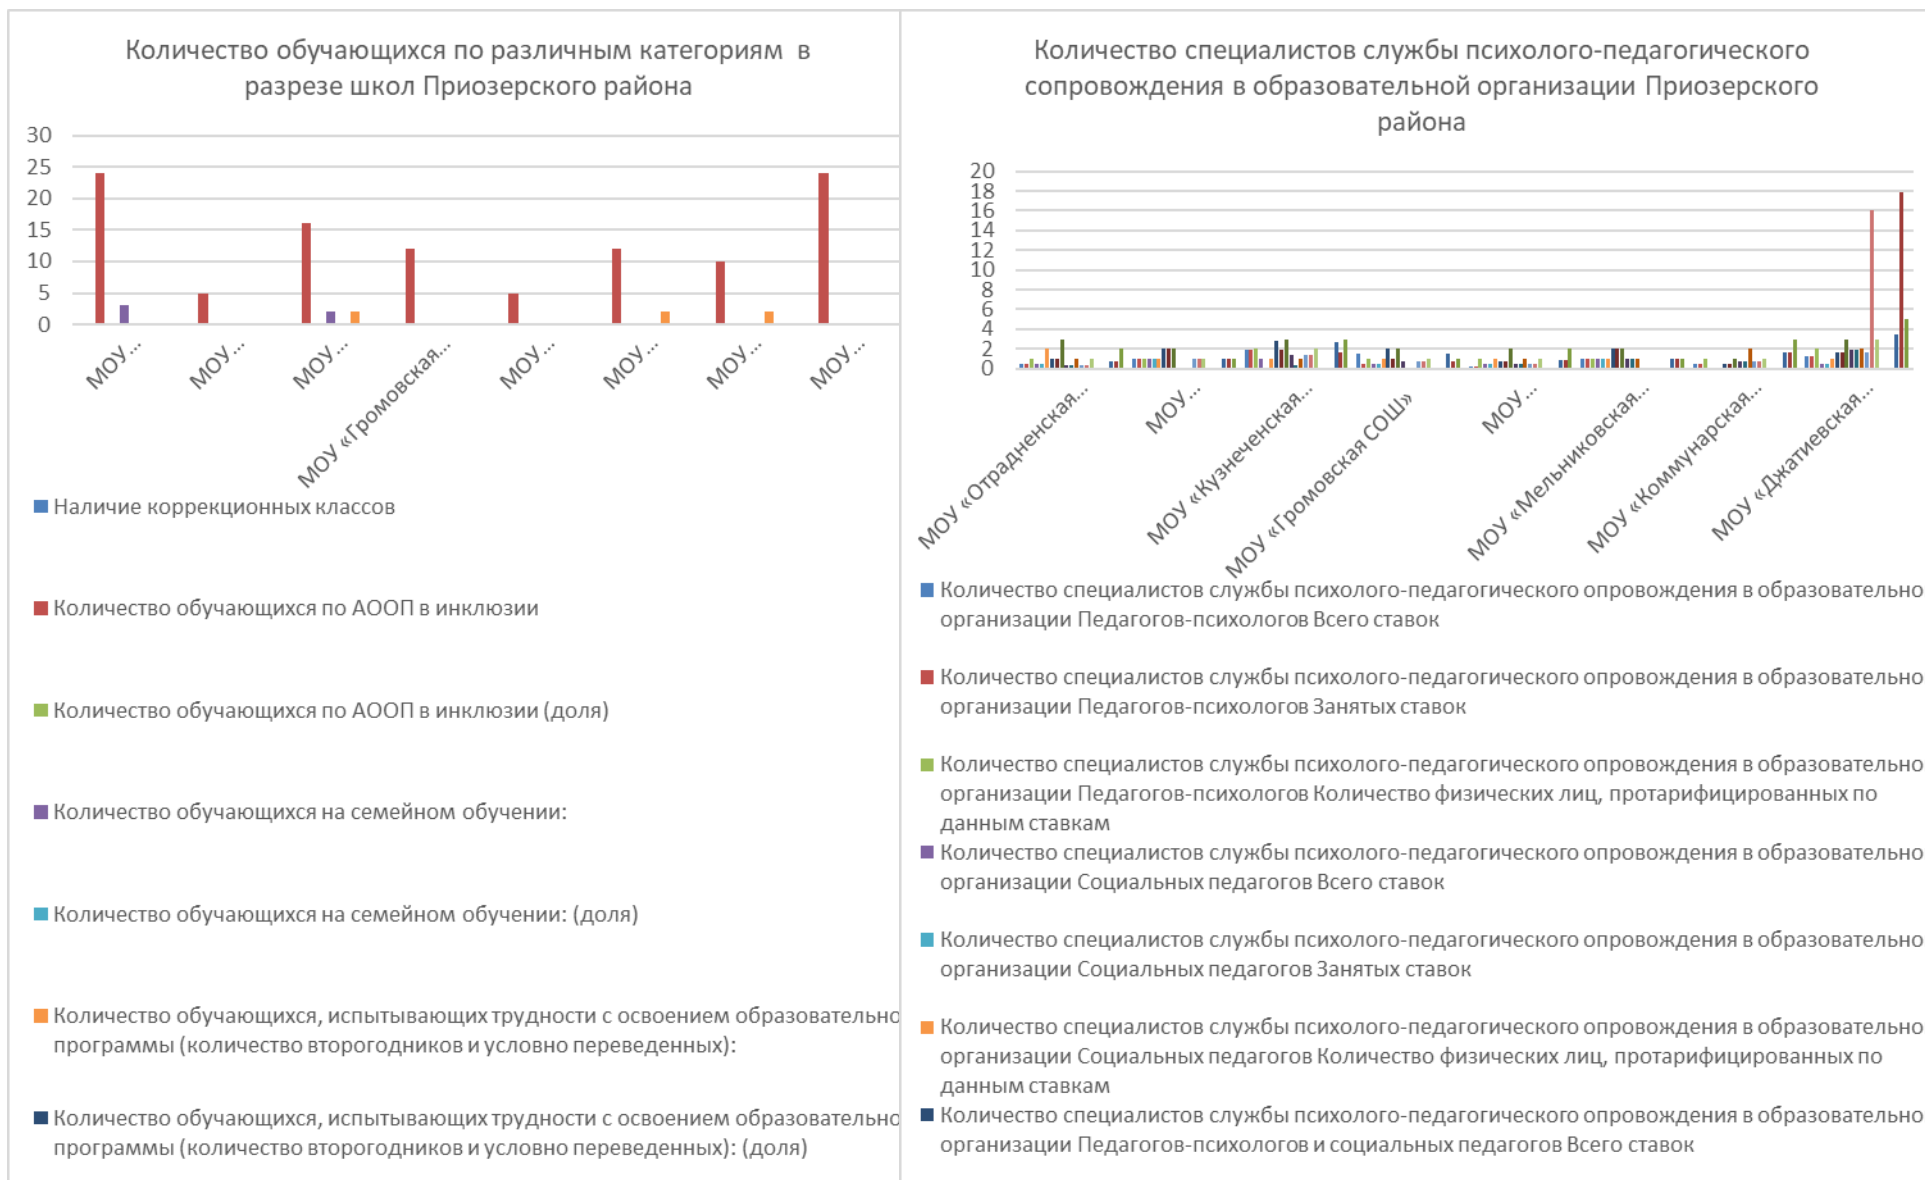 Количество обучающихся по различным категориям в
разрезе школ Приозерского района
30
25
20
15
10
5
0
МОУ...
МОУ...
МОУ...
МОУ «Громовская...
МОУ...
МОУ...
МОУ...
МОУ...
Наличие коррекционных классов
Количество обучающихся по АООП в инклюзии
Количество обучающихся по АООП в инклюзии (доля)
Количество обучающихся на семейном обучении:
Количество обучающихся на семейном обучении: (доля)
Количество обучающихся, испытывающих трудности с освоением образовательно
программы (количество второгодников и условно переведенных):
Количество обучающихся, испытывающих трудности с освоением образовательно
программы (количество второгодников и условно переведенных): (доля)
Количество специалистов службы психолого-педагогического
сопровождения в образовательной организации Приозерского
района
20
18
16
14
12
10
8
6
4
2
0
МОУ «Отрадненская...
МОУ...
МОУ «Кузнеченская...
МОУ «Громовская СОШ»
МОУ...
МОУ «Мельниковская...
МОУ «Коммунарская...
МОУ «Джатиевская...
Количество специалистов службы психолого-педагогического опровождения в образовательно
организации Педагогов-психологов Всего ставок
Количество специалистов службы психолого-педагогического опровождения в образовательно
организации Педагогов-психологов Занятых ставок
Количество специалистов службы психолого-педагогического опровождения в образовательно
организации Педагогов-психологов Количество физических лиц, протарифицированных по
данным ставкам
Количество специалистов службы психолого-педагогического опровождения в образовательно
организации Социальных педагогов Всего ставок
Количество специалистов службы психолого-педагогического опровождения в образовательно
организации Социальных педагогов Занятых ставок
Количество специалистов службы психолого-педагогического опровождения в образовательно
организации Социальных педагогов Количество физических лиц, протарифицированных по
данным ставкам
Количество специалистов службы психолого-педагогического опровождения в образовательно
организации Педагогов-психологов и социальных педагогов Всего ставок